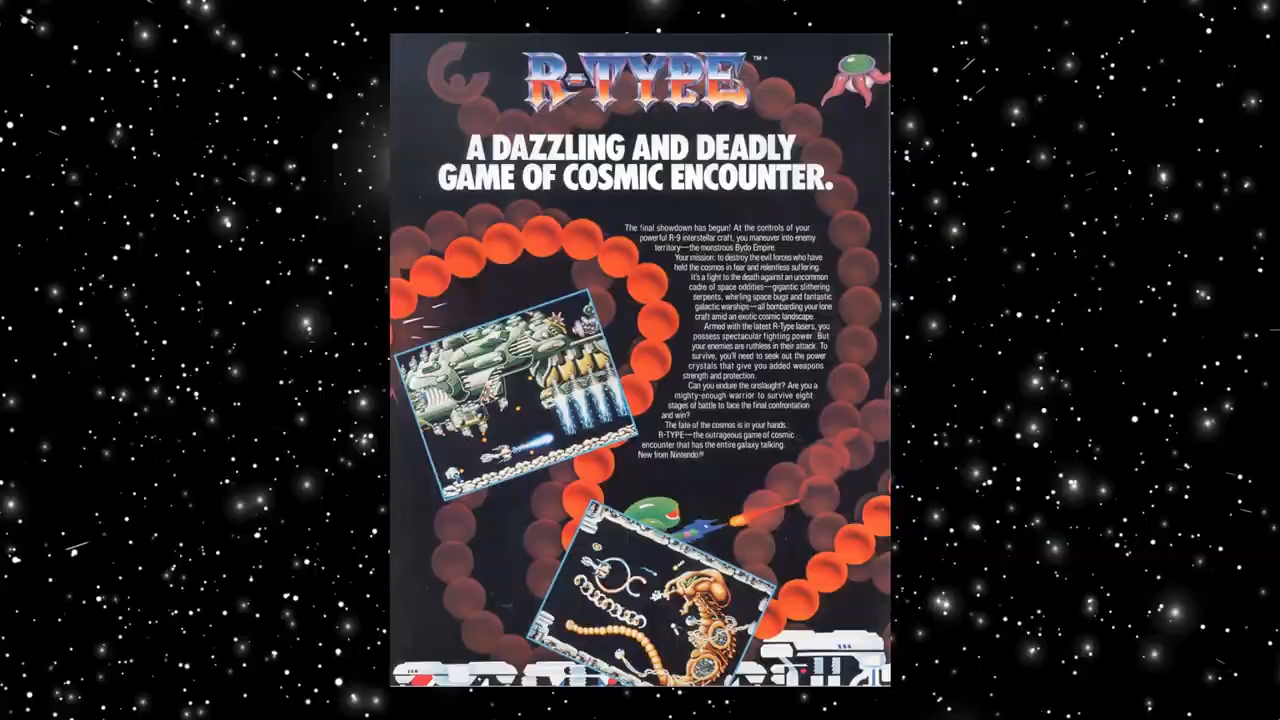 R-TYPE™
A DAZZLING AND DEADLY
GAME OF COSMIC ENCOUNTER.
The final showdown has begun! At the controls of your
powerful R-9 interstellar craft, you maneuver into enemy
territory—the monstrous Bydo Empire.
Your mission: to destroy the evil forces who have
held the cosmos in fear and relentless suffering.
It's a fight to the death against an uncommon
cadre of space oddities—gigantic slithering
serpents, whirling space bugs and fantastic
galactic warships—all bombarding your lone
craft amid an exotic cosmic landscape.
Armed with the latest R-Type lasers, you
possess spectacular fighting power. But
your enemies are ruthless in their attack. To
survive, you'll need to seek out the power
crystals that give you added weapons
strength and protection.
Can you endure the onslaught? Are you a
mighty-enough warrior to survive eight
stages of battle to face the final confrontation
and win?
The fate of the cosmos is in your hands.
R-TYPE—the outrageous game of cosmic
encounter that has the entire galaxy talking.
New from Nintendo®